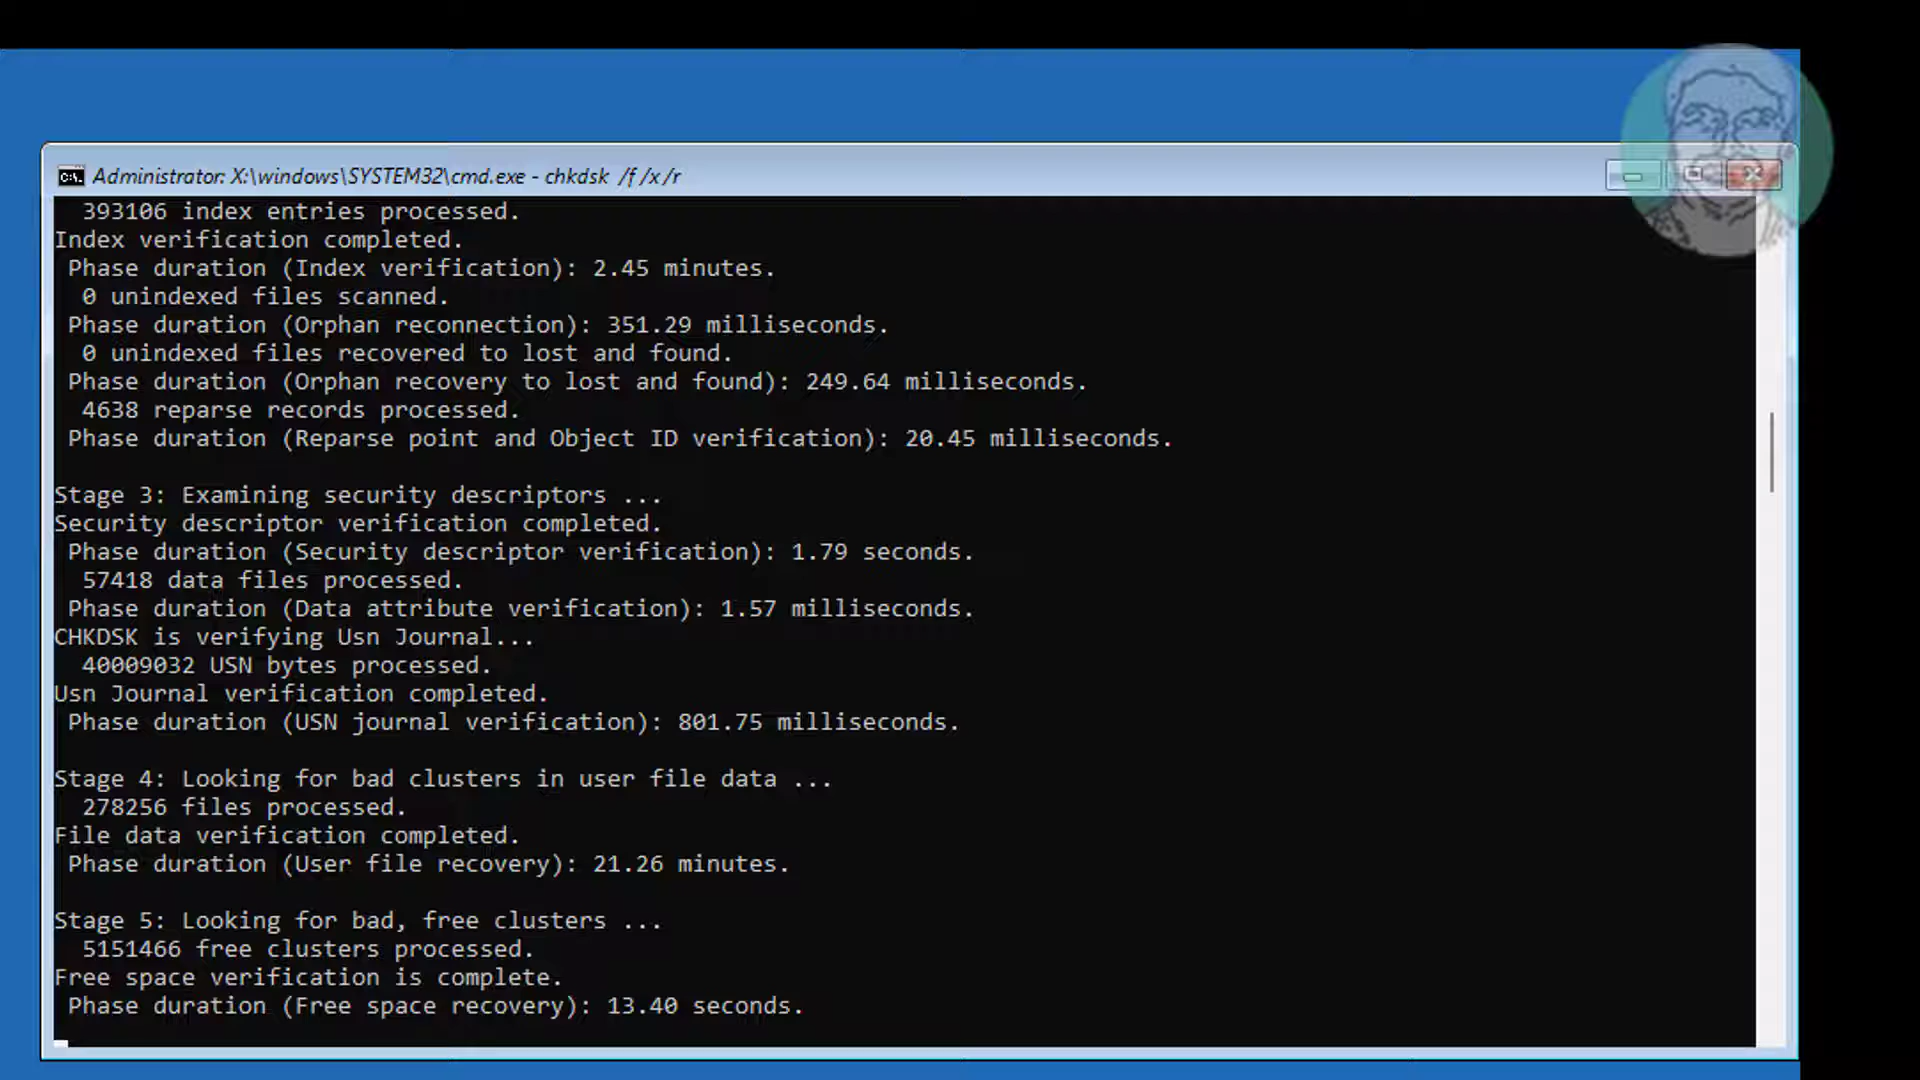 Administrator: X:\windows\SYSTEM32\cmd.exe - chkdsk /f /x /r
393106 index entries processed.
Index verification completed.
Phase duration (Index verification): 2.45 minutes.
0 unindexed files scanned.
Phase duration (Orphan reconnection): 351.29 milliseconds.
0 unindexed files recovered to lost and found.
Phase duration (Orphan recovery to lost and found): 249.64 milliseconds.
4638 reparse records processed.
Phase duration (Reparse point and Object ID verification): 20.45 milliseconds.
Stage 3: Examining security descriptors ...
Security descriptor verification completed.
Phase duration (Security descriptor verification): 1.79 seconds.
57418 data files processed.
Phase duration (Data attribute verification): 1.57 milliseconds.
CHKDSK is verifying Usn Journal...
40009032 USN bytes processed.
Usn Journal verification completed.
Phase duration (USN journal verification): 801.75 milliseconds.
Stage 4: Looking for bad clusters in user file data ...
278256 files processed.
File data verification completed.
Phase duration (User file recovery): 21.26 minutes.
Stage 5: Looking for bad, free clusters ...
5151466 free clusters processed.
Free space verification is complete.
Phase duration (Free space recovery): 13.40 seconds.